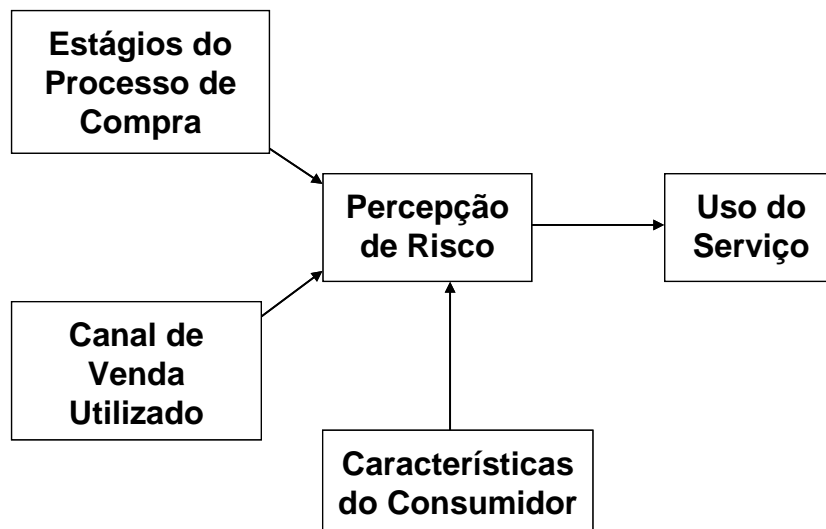 Estágios do
Processo de
Compra
Percepção
de Risco
Uso do
Serviço
Canal de
Venda
Utilizado
Características
do Consumidor